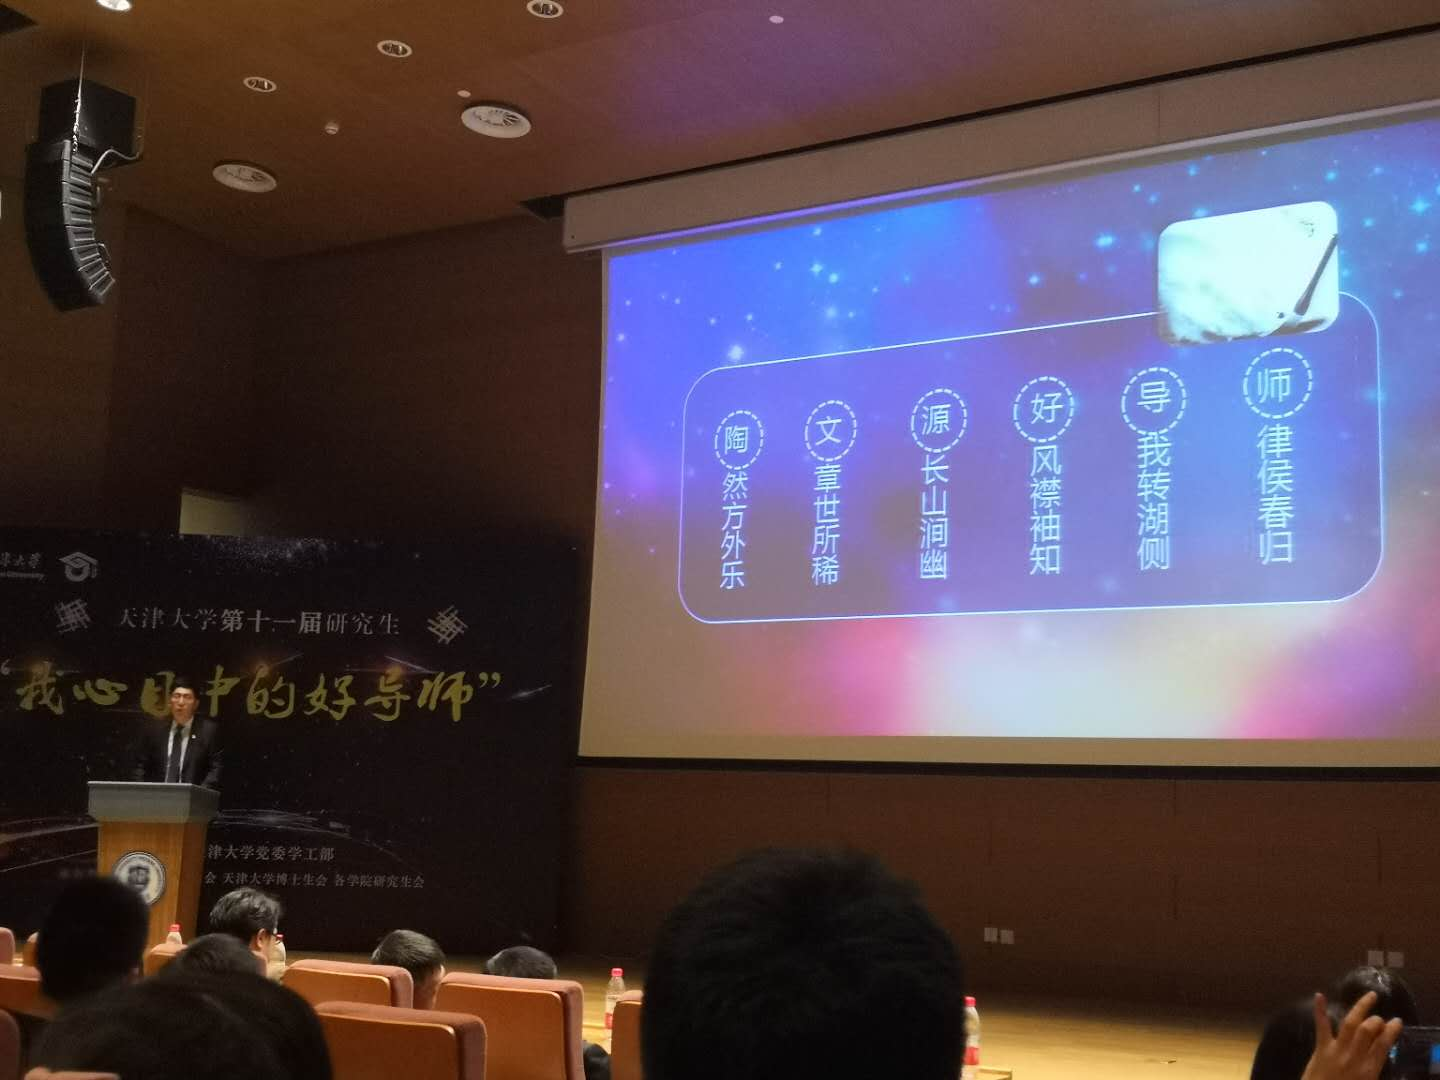 陶然方外乐
文章世所稀
源长山涧幽
好风襟袖知
导我转湖侧
师律侯春归
津大学
天津大学第十一届研究生
“我心目中的好导师”
津大学党委学工部
会 天津大学博士生会 各学院研究生会